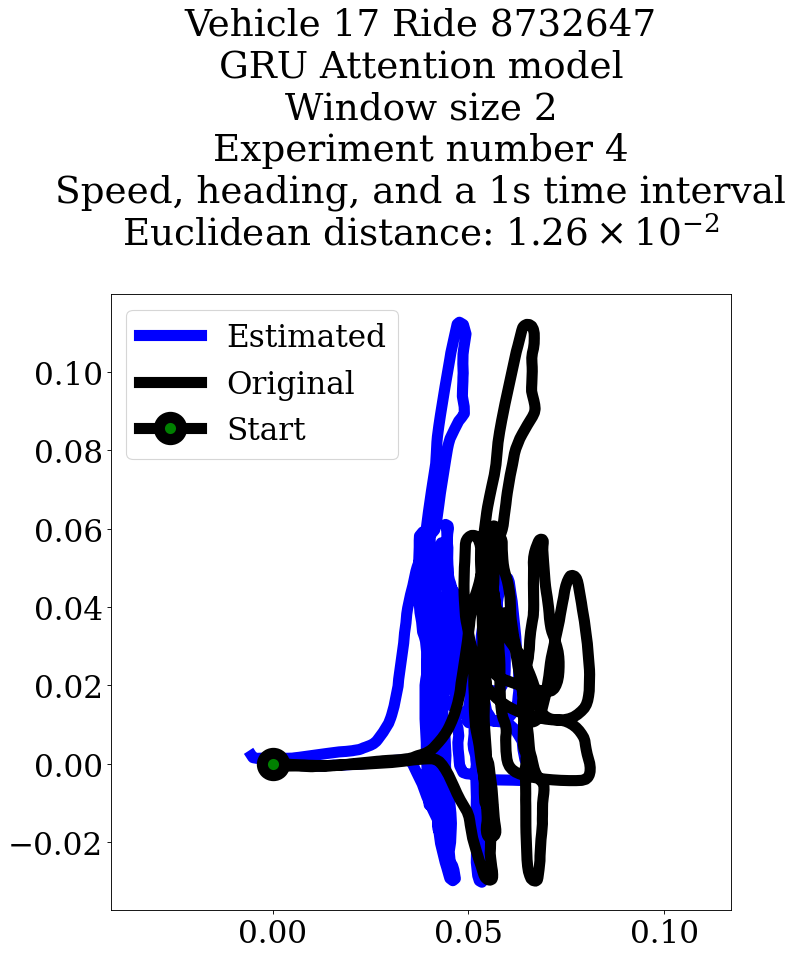 Vehicle 17 Ride 8732647
GRU Attention model
Window size 2
Experiment number 4
Speed, heading, and a 1s time interval
Euclidean distance: 1.26 × 10⁻²
Estimated
Original
Start
0.10
0.08
0.06
0.04
0.02
0.00
−0.02
0.00 0.05 0.10